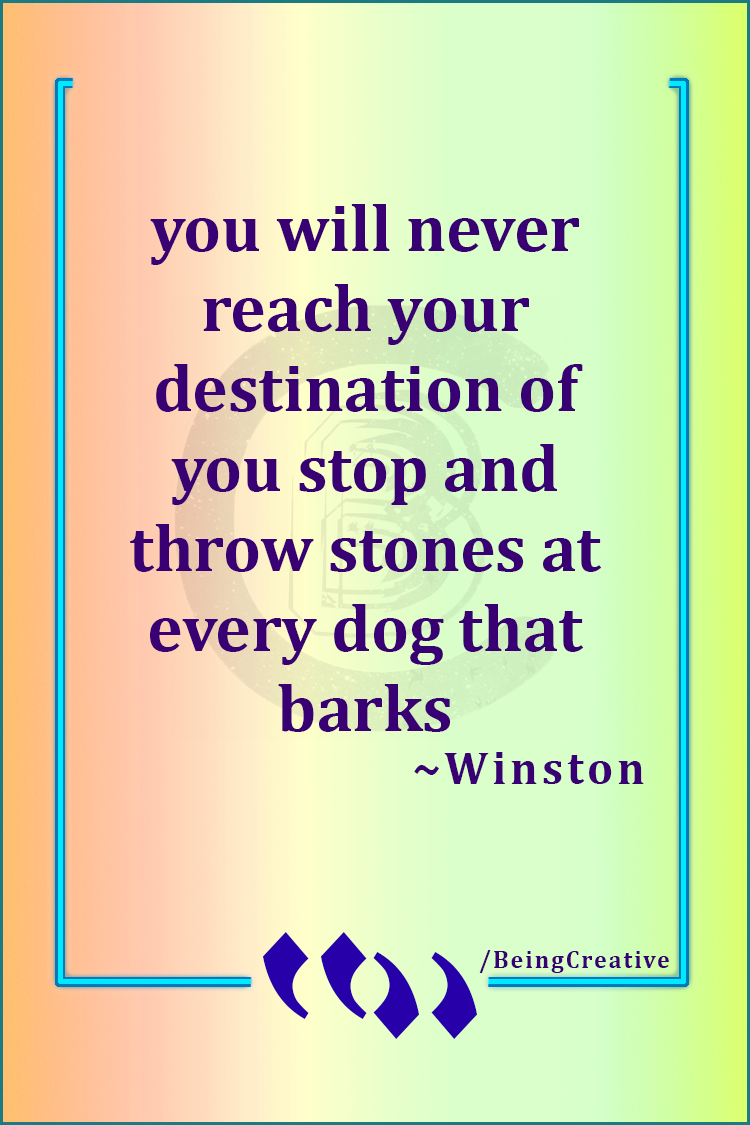 you will never
reach your
destination of
you stop and
throw stones at
every dog that
barks
~Winston
/BeingCreative